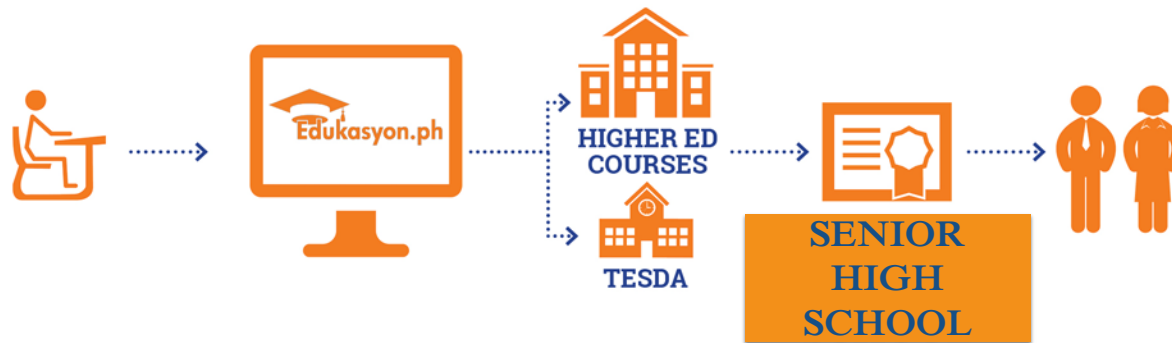 Edukasyon.ph
HIGHER ED
COURSES
TESDA
SENIOR
HIGH
SCHOOL